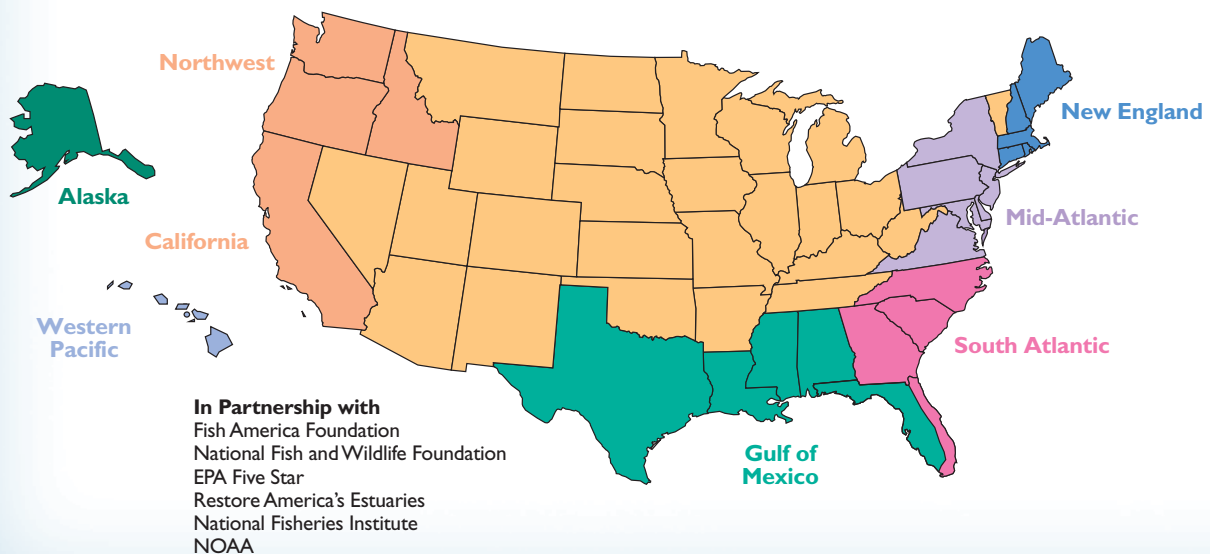 Northwest
New England
Alaska
Mid-Atlantic
California
Western
Pacific
South Atlantic
In Partnership with
Fish America Foundation
National Fish and Wildlife Foundation
EPA Five Star
Restore America's Estuaries
National Fisheries Institute
NOAA
Gulf of
Mexico